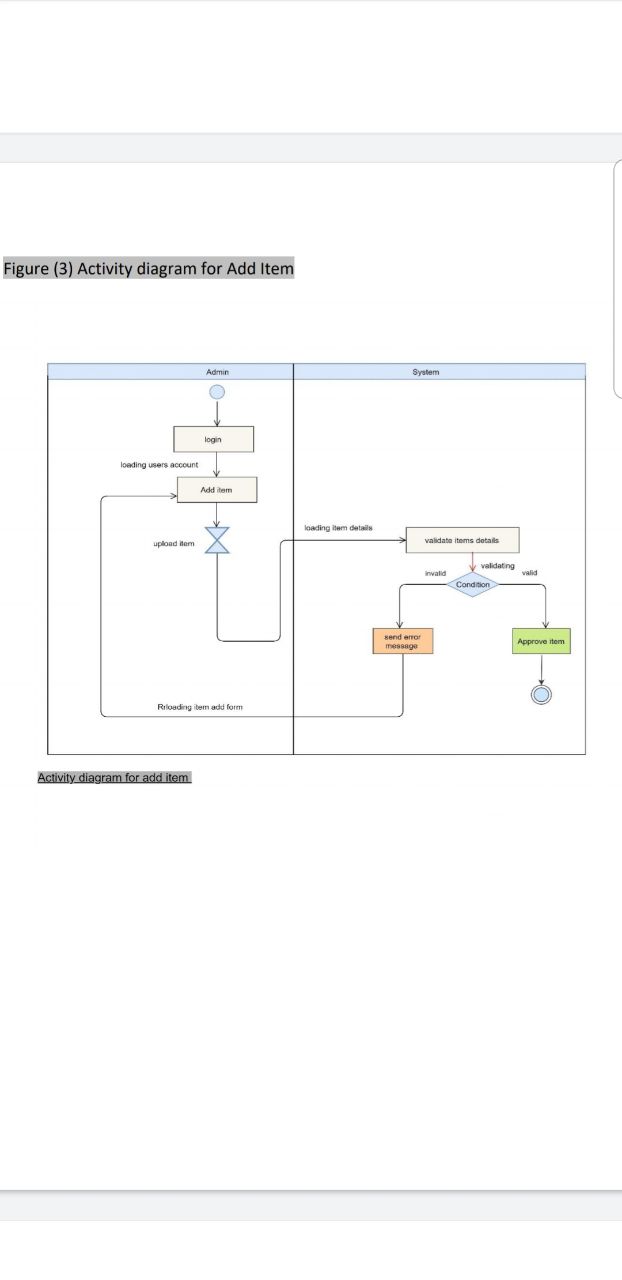 Figure (3) Activity diagram for Add Item
Admin
System
login
loading users account
Add item
upload item
loading item details
validate items details
validating
invalid
valid
Condition
send error
message
Approve item
Rrloading item add form
Activity diagram for add item